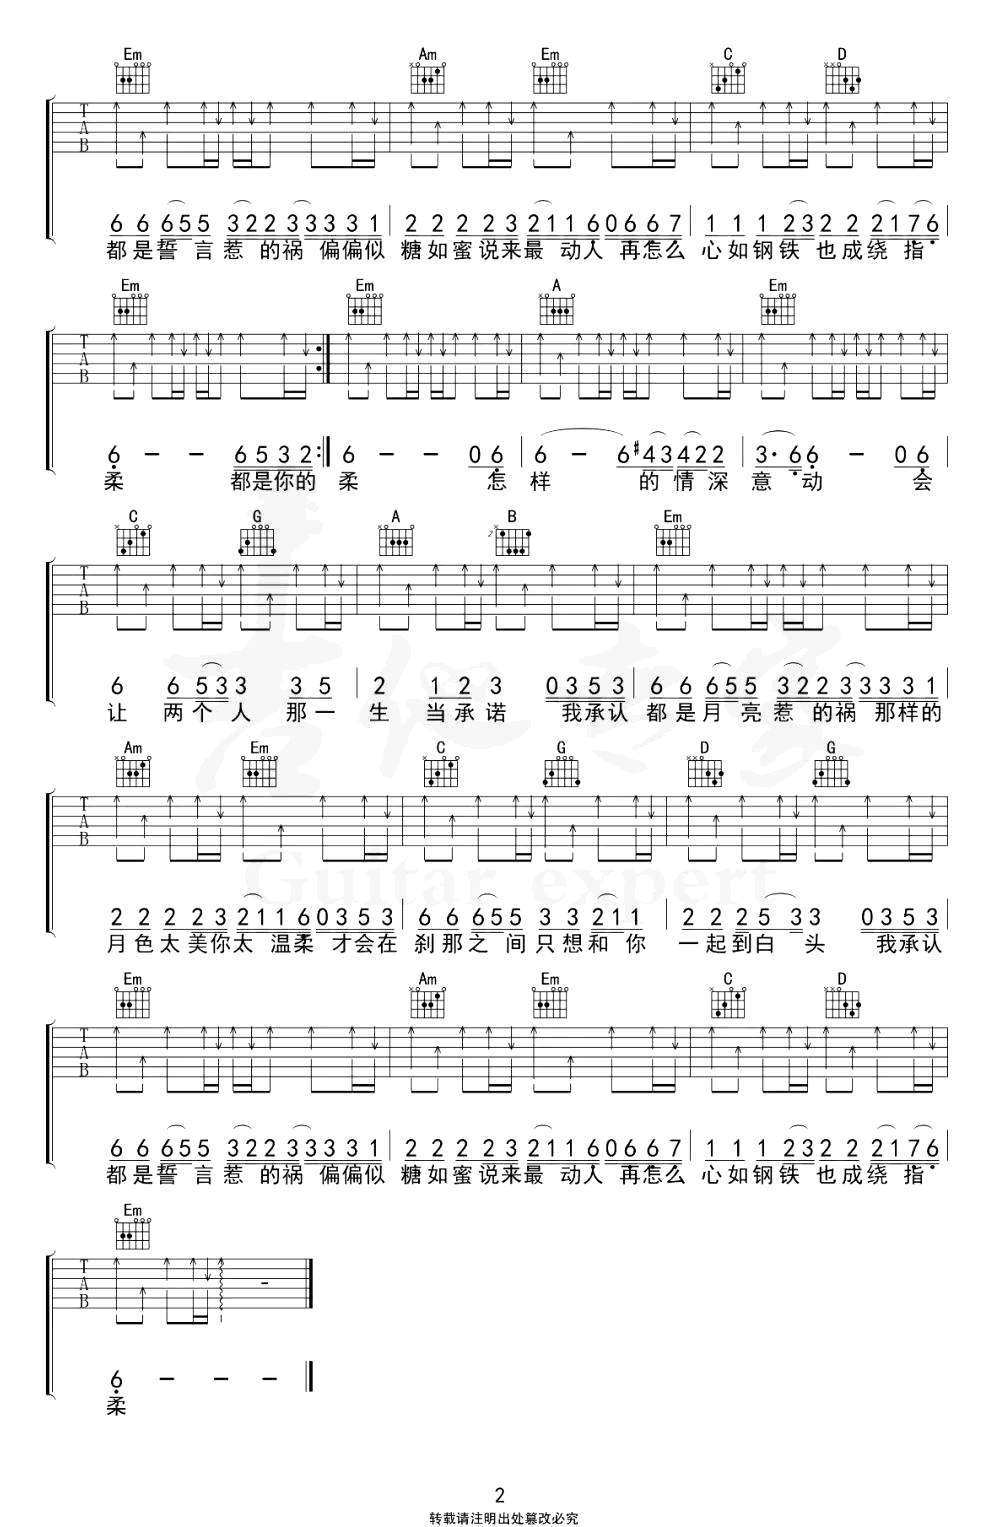 Em Am Em C D
T A B
6 6 6 5 5 3 2 2 3 3 3 3 1 2 2 2 2 3 2 1 1 6 0 6 6 7 1 1 1 2 3 2 2 2 1 7 6
都是誓言惹的祸偏偏似糖如蜜说来最动人再怎么心如钢铁也成绕指
Em Em A Em
T A B
6 - - 6 5 3 2 : 6 - - 0 6 6 - 6 #4 3 4 2 2 3· 6 6 - 0 6
柔 都是你的柔 怎样 的情深意动 会
C G A B Em
2
T A B
6 6 5 3 3 3 5 2 1 2 3 0 3 5 3 6 6 6 5 5 3 2 2 3 3 3 3 1
让两个人那一生当承诺 我承认都是月亮惹的祸那样的
Am Em C G D G
T A B
2 2 2 2 3 2 1 1 6 0 3 5 3 6 6 6 5 5 3 3 2 1 1 2 2 2 5 3 3 0 3 5 3
月色太美你太温柔才会在刹那之间只想和你一起到白头 我承认
Em Am Em C D
T A B
6 6 6 5 5 3 2 2 3 3 3 3 1 2 2 2 2 3 2 1 1 6 0 6 6 7 1 1 1 2 3 2 2 2 1 7 6
都是誓言惹的祸偏偏似糖如蜜说来最动人再怎么心如钢铁也成绕指
Em
T A B
6 - - -
柔
吉他专家
Guitar expert
2
转载请注明出处篡改必究